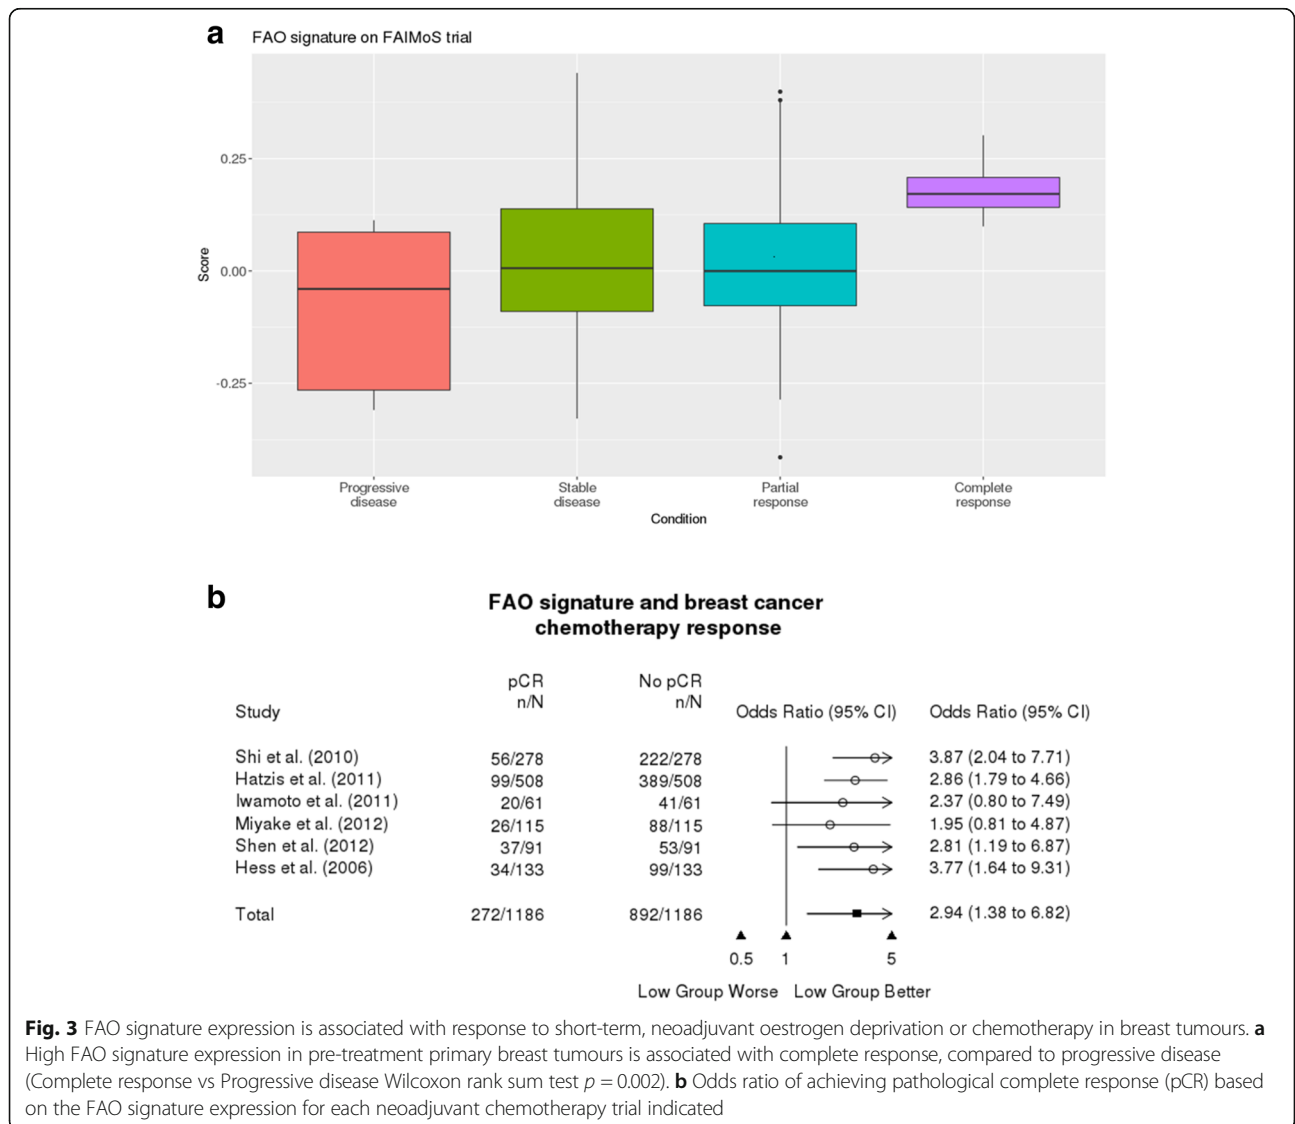 a
FAO signature on FAIMoS trial
0.25
0.00
-0.25
Score
Progressive disease
Stable disease
Partial response
Complete response
Condition
b
FAO signature and breast cancer
chemotherapy response
pCR
No pCR
n/N
n/N
Study
Odds Ratio (95% CI)
Odds Ratio (95% CI)
Shi et al. (2010) 56/278 222/278 3.87 (2.04 to 7.71)
Hatzis et al. (2011) 99/508 389/508 2.86 (1.79 to 4.66)
Iwamoto et al. (2011) 20/61 41/61 2.37 (0.80 to 7.49)
Miyake et al. (2012) 26/115 88/115 1.95 (0.81 to 4.87)
Shen et al. (2012) 37/91 53/91 2.81 (1.19 to 6.87)
Hess et al. (2006) 34/133 99/133 3.77 (1.64 to 9.31)
Total 272/1186 892/1186 2.94 (1.38 to 6.82)
0.5 1 5
Low Group Worse Low Group Better
Fig. 3 FAO signature expression is associated with response to short-term, neoadjuvant oestrogen deprivation or chemotherapy in breast tumours. a
High FAO signature expression in pre-treatment primary breast tumours is associated with complete response, compared to progressive disease
(Complete response vs Progressive disease Wilcoxon rank sum test p = 0.002). b Odds ratio of achieving pathological complete response (pCR) based
on the FAO signature expression for each neoadjuvant chemotherapy trial indicated